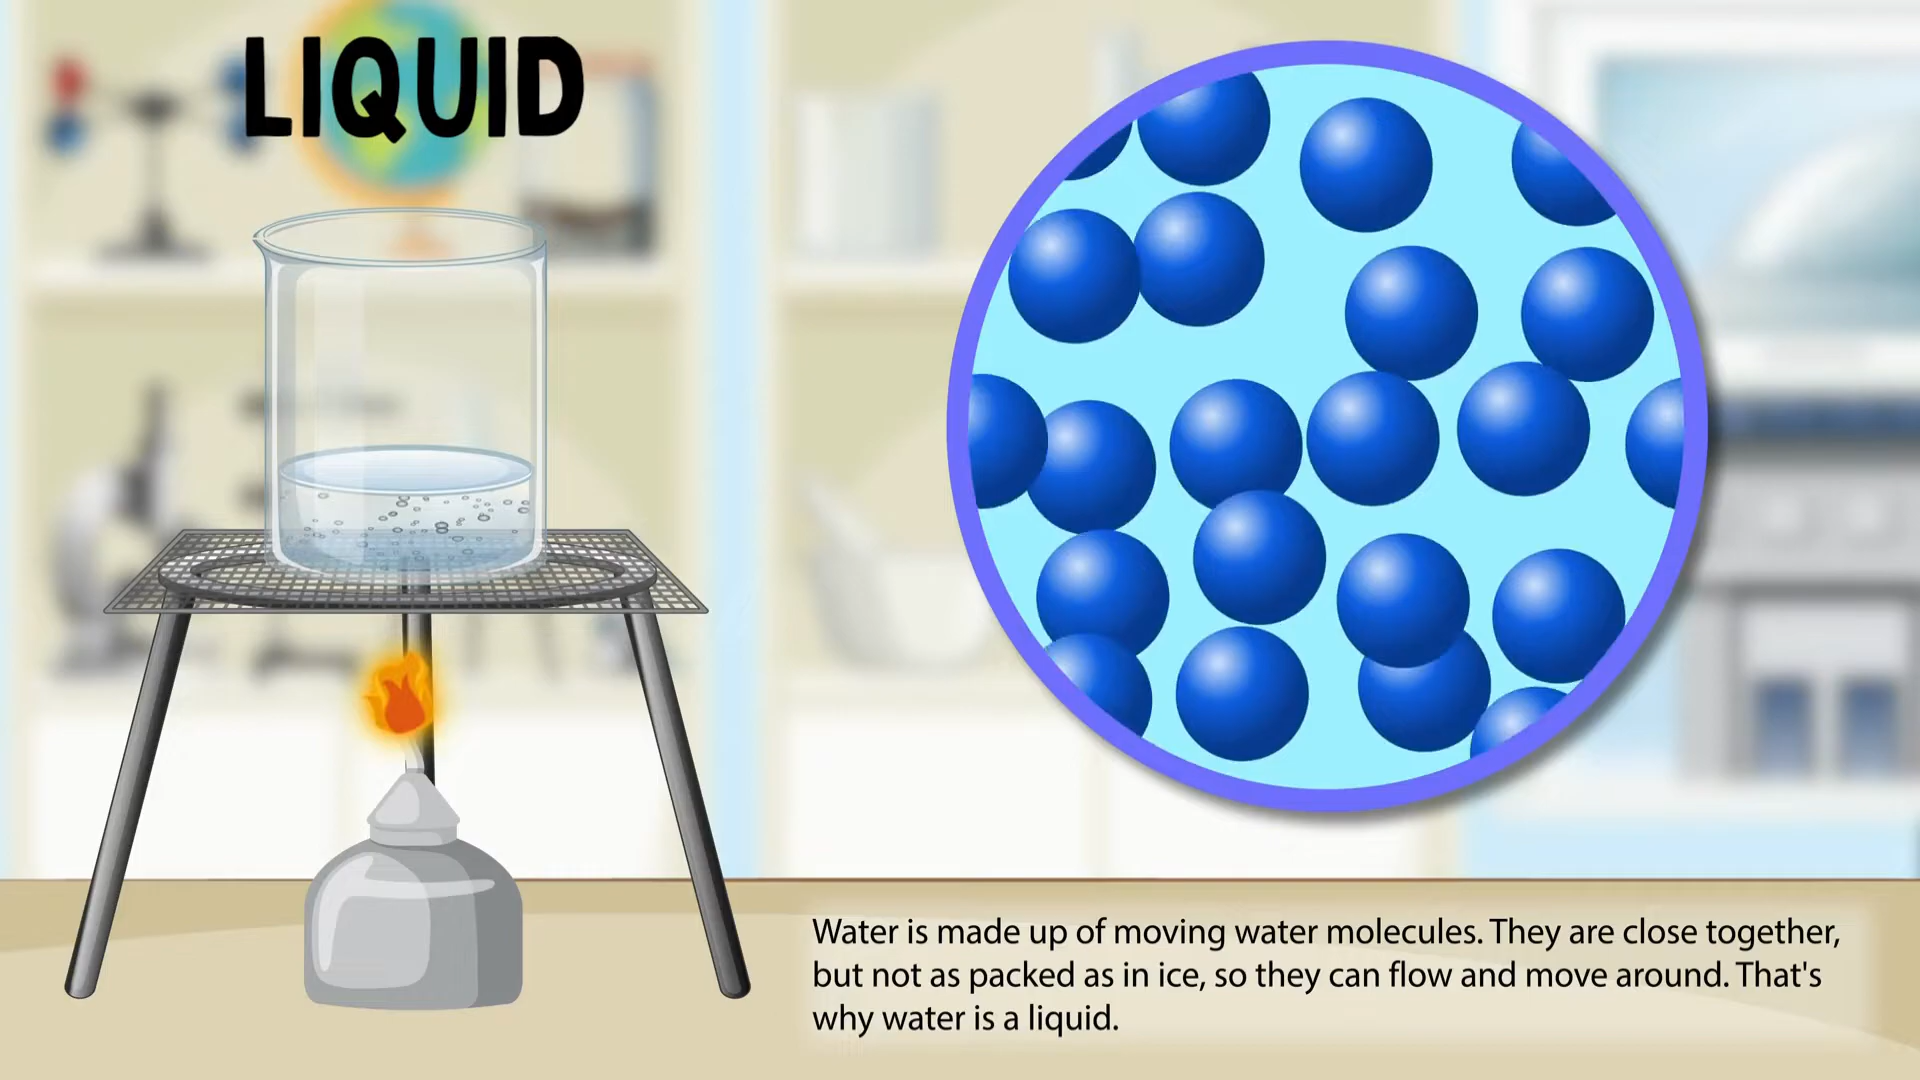 LIQUID
Water is made up of moving water molecules. They are close together,
but not as packed as in ice, so they can flow and move around. That's
why water is a liquid.